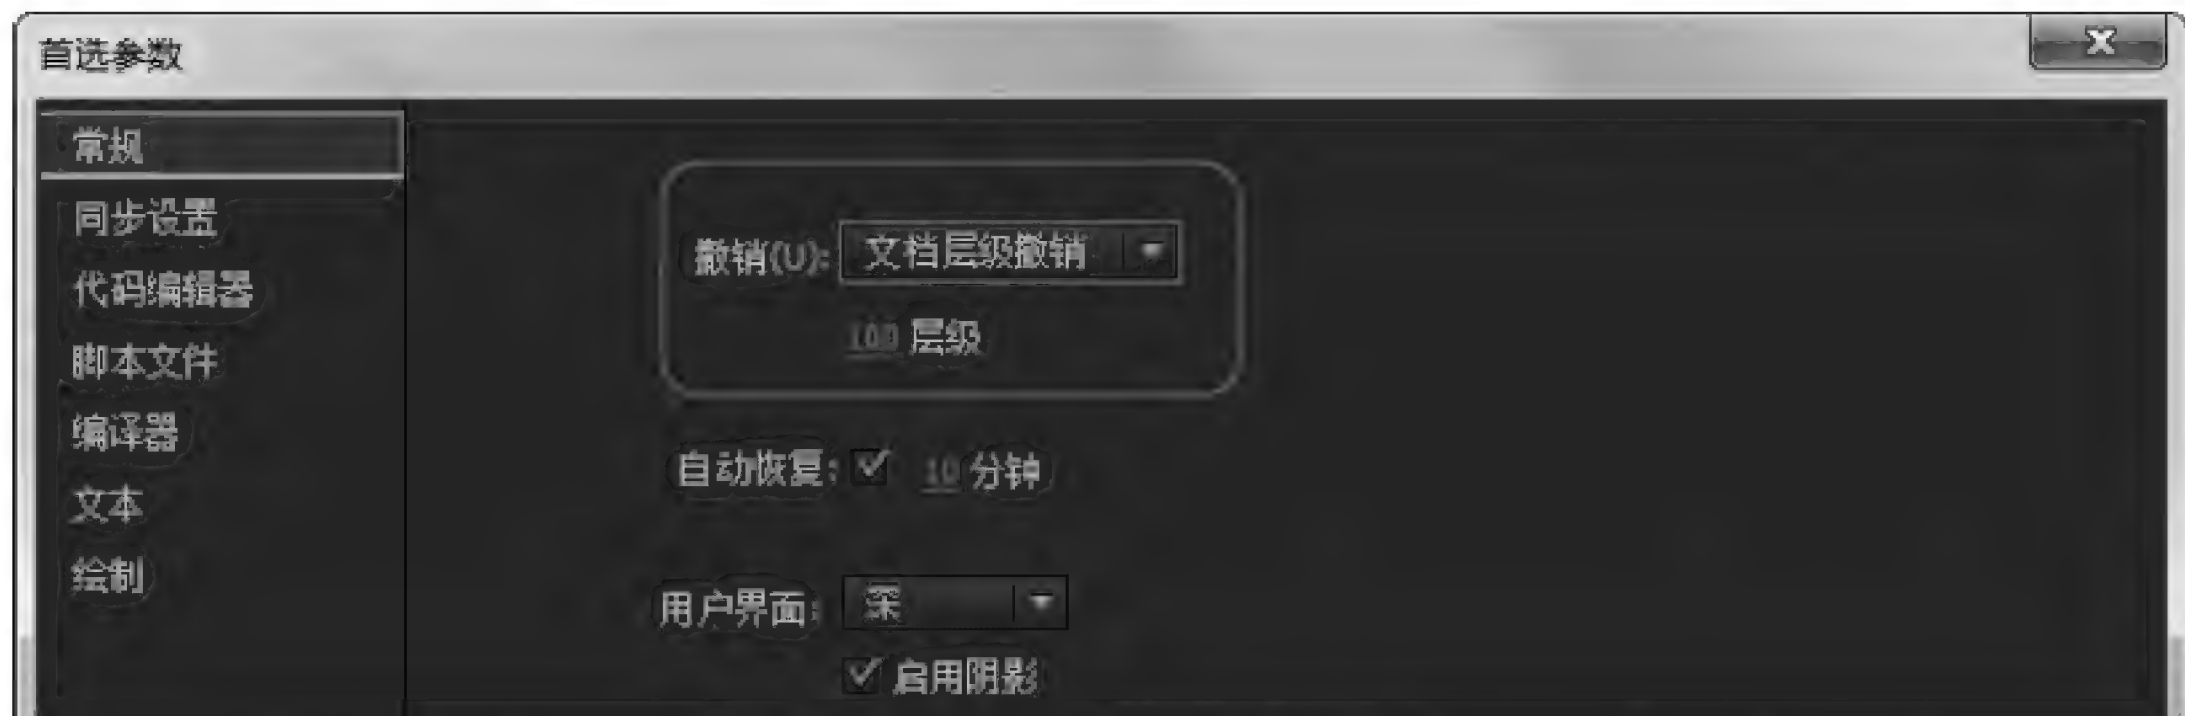 首选参数
常规
同步设置
代码编辑器
脚本文件
编译器
文本
绘制
撤销(U): 文档层级撤销
100 层级
自动恢复: 10 分钟
用户界面: 深
启用阴影